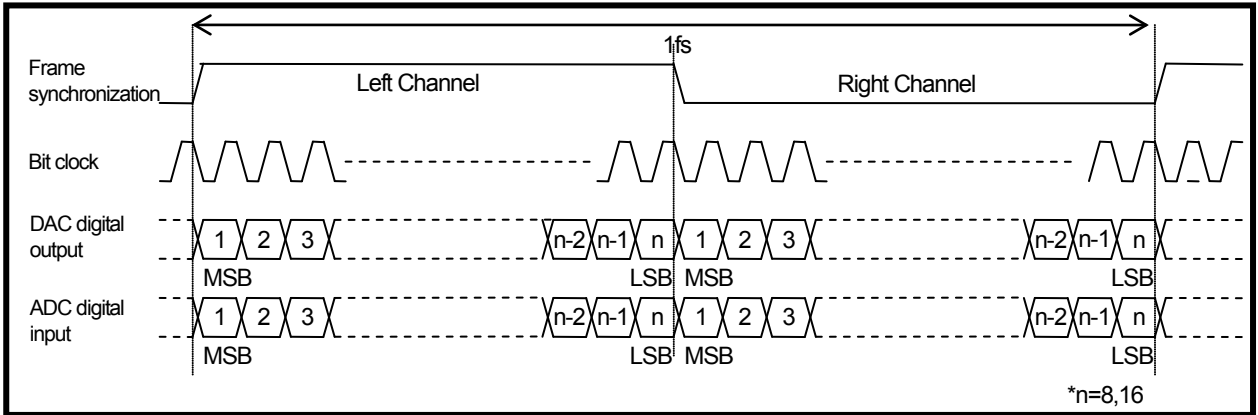 1fs
Frame
synchronization
Left Channel Right Channel
Bit clock
DAC digital
output
1 2 3 n-2 n-1 n 1 2 3 n-2 n-1 n
MSB LSB MSB LSB
ADC digital
input
1 2 3 n-2 n-1 n 1 2 3 n-2 n-1 n
MSB LSB MSB LSB
*n=8,16